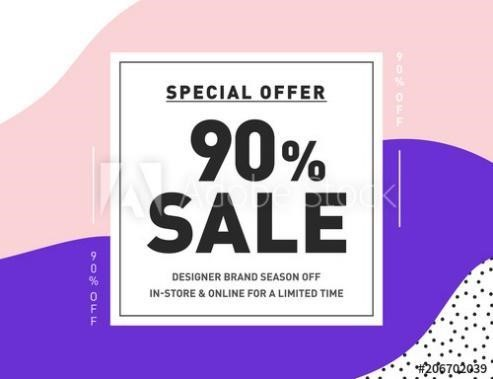 SPECIAL OFFER
90%
SALE
DESIGNER BRAND SEASON OFF
IN-STORE & ONLINE FOR A LIMITED TIME
90% OFF
90% OFF
Adobe Stock
#206702039